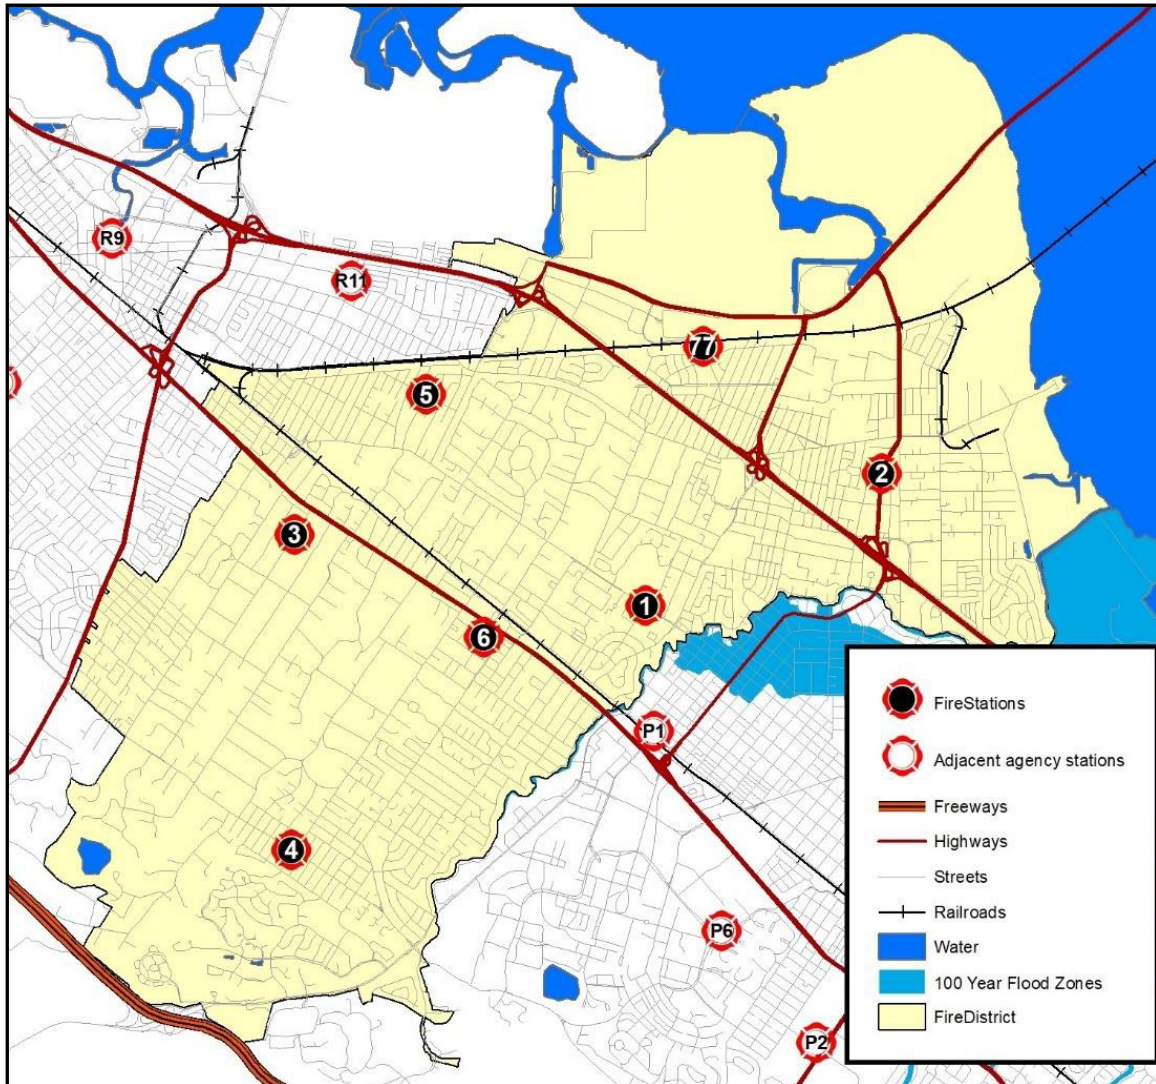 R9
R11
77
5
2
3
1
6
P1
4
P6
P2
FireStations
Adjacent agency stations
Freeways
Highways
Streets
Railroads
Water
100 Year Flood Zones
FireDistrict